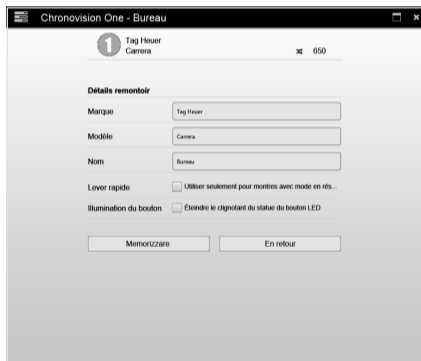 Chronovision One - Bureau
1
Tag Heuer
Carrera
650
Détails remontoir
Marque
Tag Heuer
Modèle
Carrera
Nom
Bureau
Lever rapide
Utiliser seulement pour montres avec mode en rés...
Illumination du bouton
Éteindre le clignotant du statue du bouton LED
Memorizzare
En retour